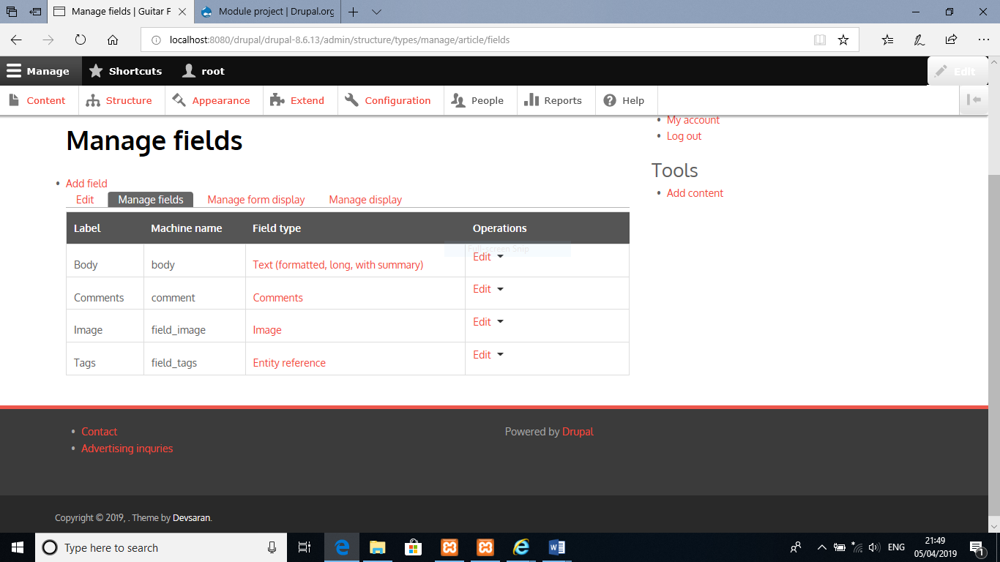 Manage fields | Guitar F
Module project | Drupal.org
localhost:8080/drupal/drupal-8.6.13/admin/structure/types/manage/article/fields
Manage Shortcuts root Edit
Content Structure Appearance Extend Configuration People Reports Help
My account
Log out
Manage fields
Tools
Add content
Add field
Edit Manage fields Manage form display Manage display
Label Machine name Field type Operations
Full-screen Snip
Body body Text (formatted, long, with summary) Edit
Comments comment Comments Edit
Image field_image Image Edit
Tags field_tags Entity reference Edit
Contact
Advertising inquries
Powered by Drupal
Copyright © 2019, . Theme by Devsaran.
Type here to search
ENG
21:49
05/04/2019
1